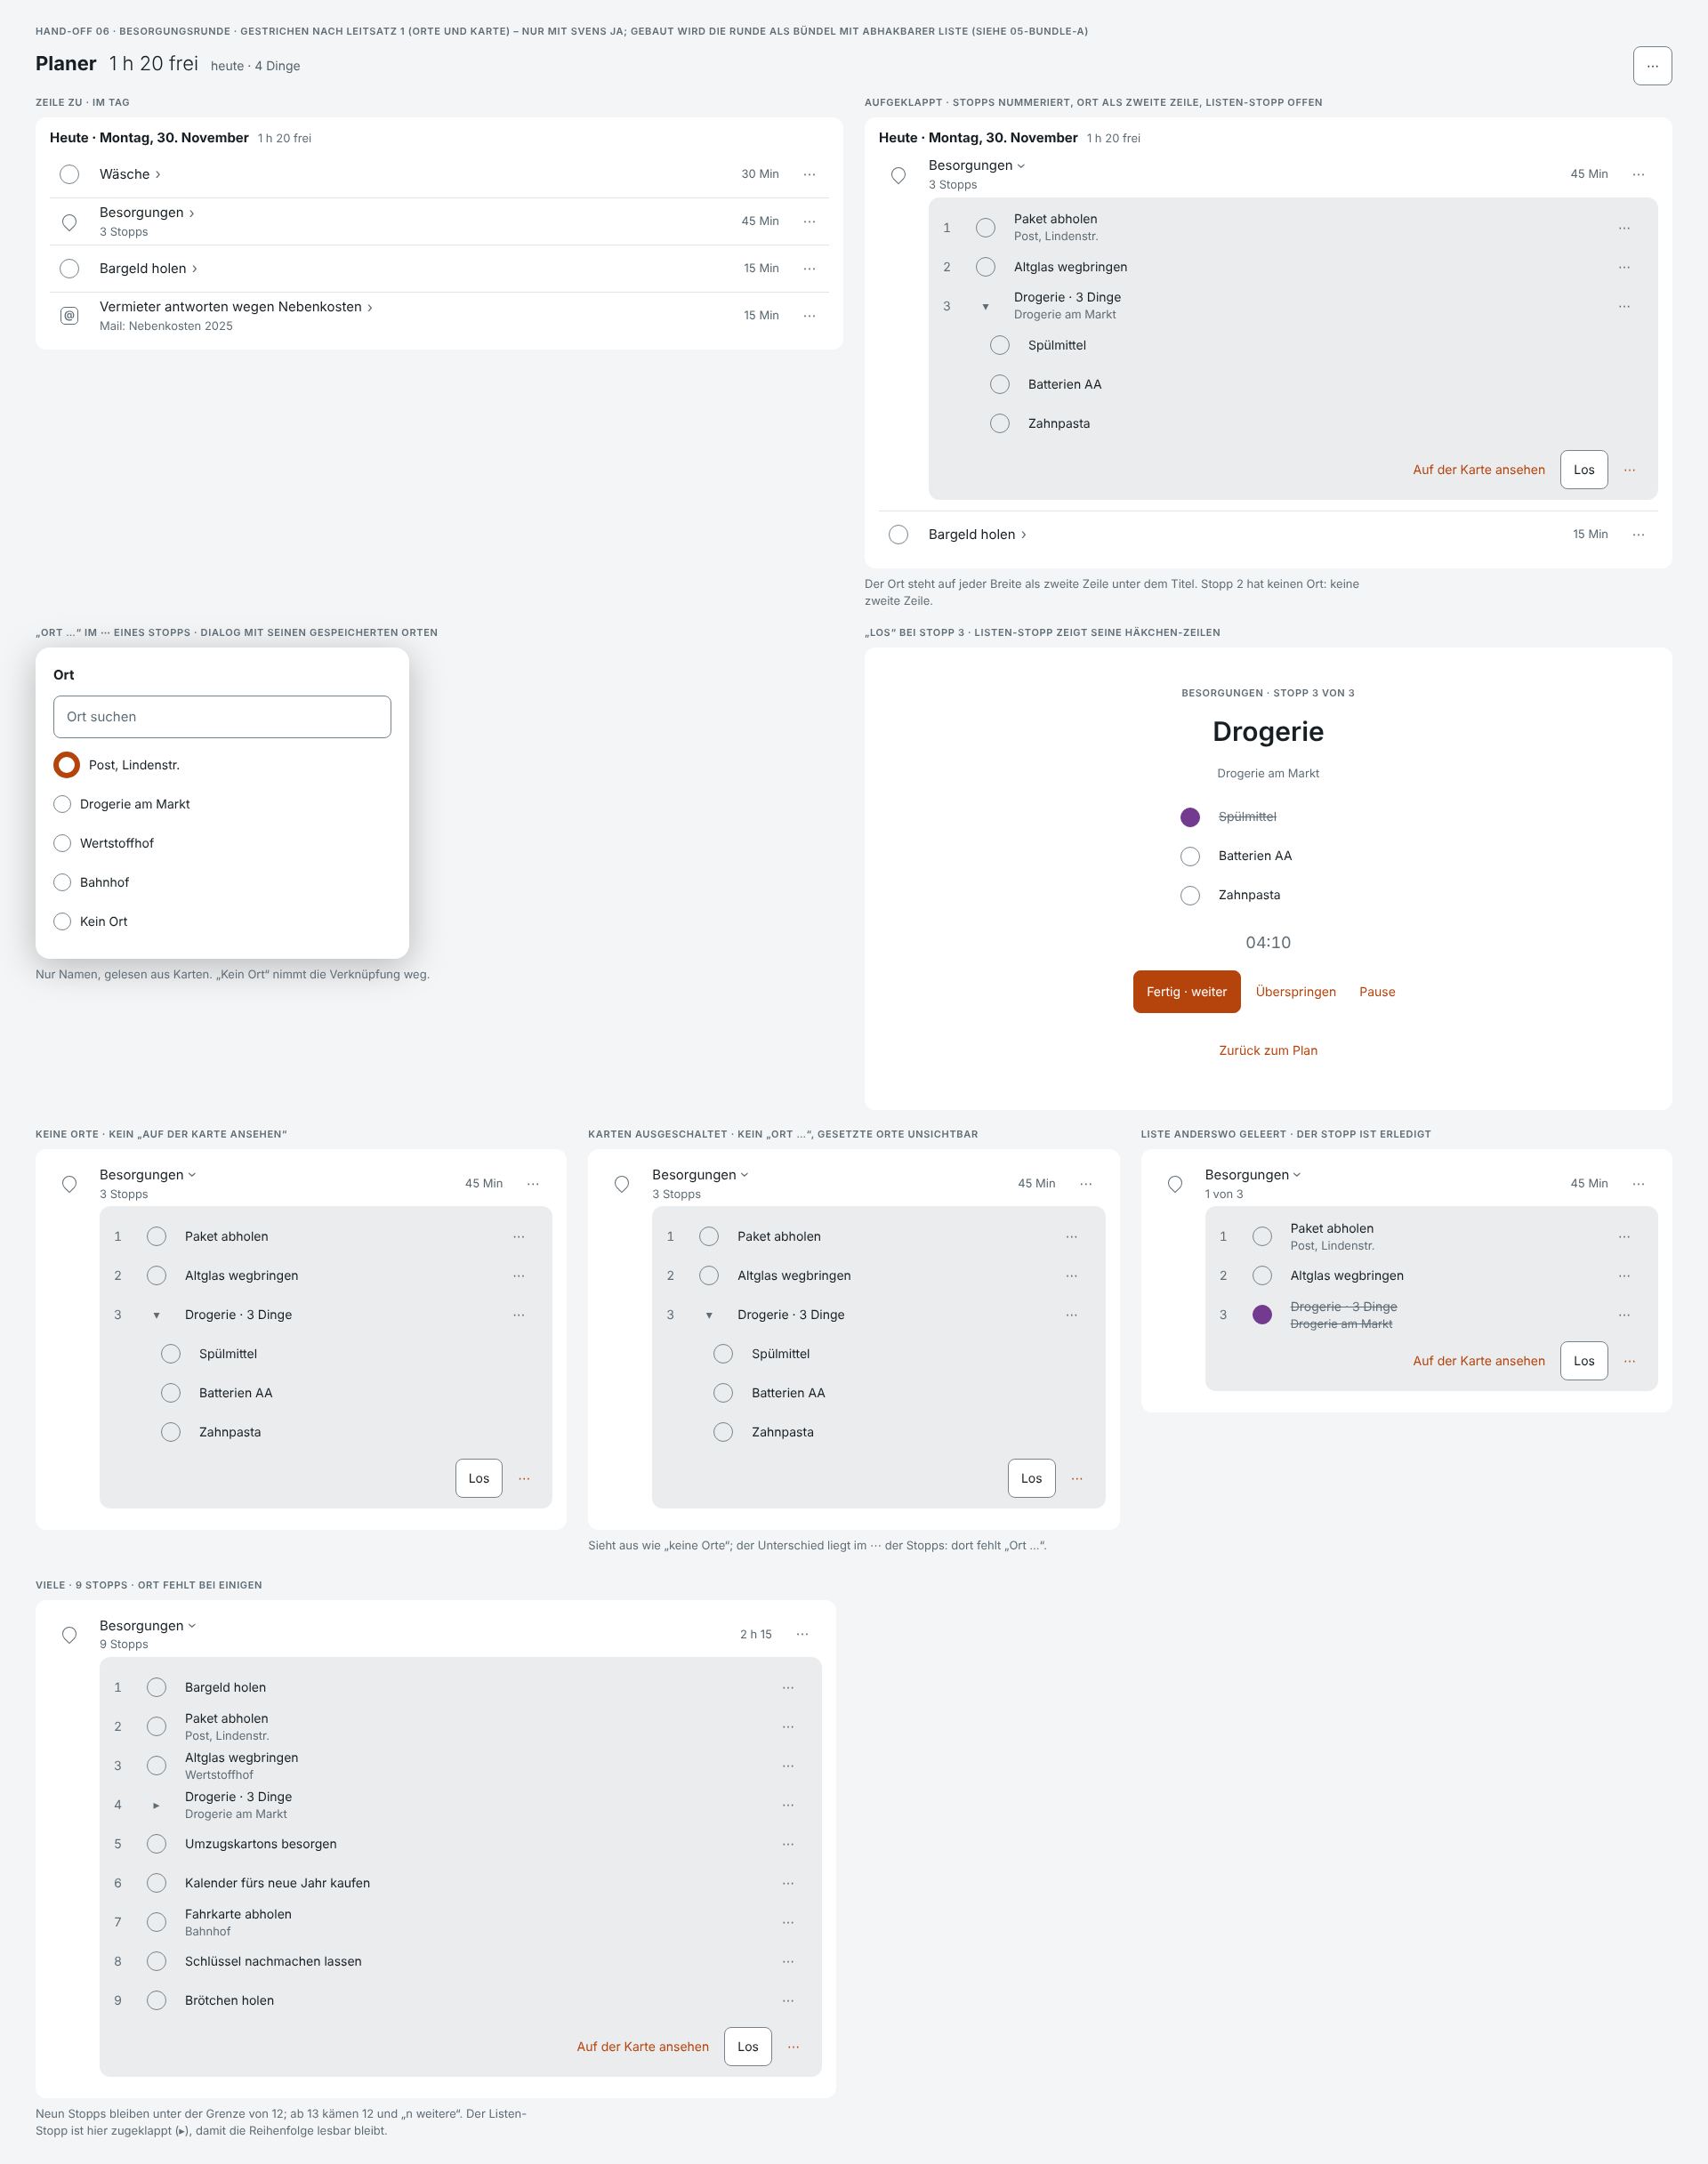 HAND-OFF 06 · BESORGUNGSRUNDE · GESTRICHEN NACH LEITSATZ 1 (ORTE UND KARTE) – NUR MIT SVENS JA; GEBAUT WIRD DIE RUNDE ALS BÜNDEL MIT ABHAKBARER LISTE (SIEHE 05-BUNDLE-A)
Planer 1 h 20 frei heute · 4 Dinge
···
ZEILE ZU · IM TAG
Heute · Montag, 30. November 1 h 20 frei
Wäsche › 30 Min ···
Besorgungen › 45 Min ···
3 Stopps
Bargeld holen › 15 Min ···
@ Vermieter antworten wegen Nebenkosten › 15 Min ···
Mail: Nebenkosten 2025
AUFGEKLAPPT · STOPPS NUMMERIERT, ORT ALS ZWEITE ZEILE, LISTEN-STOPP OFFEN
Heute · Montag, 30. November 1 h 20 frei
Besorgungen 45 Min ···
3 Stopps
1 Paket abholen ···
Post, Lindenstr.
2 Altglas wegbringen ···
3 ▾ Drogerie · 3 Dinge ···
Drogerie am Markt
Spülmittel
Batterien AA
Zahnpasta
Auf der Karte ansehen Los ···
Bargeld holen › 15 Min ···
Der Ort steht auf jeder Breite als zweite Zeile unter dem Titel. Stopp 2 hat keinen Ort: keine
zweite Zeile.
„ORT …“ IM ··· EINES STOPPS · DIALOG MIT SEINEN GESPEICHERTEN ORTEN
Ort
Ort suchen
Post, Lindenstr.
Drogerie am Markt
Wertstoffhof
Bahnhof
Kein Ort
Nur Namen, gelesen aus Karten. „Kein Ort“ nimmt die Verknüpfung weg.
„LOS“ BEI STOPP 3 · LISTEN-STOPP ZEIGT SEINE HÄKCHEN-ZEILEN
BESORGUNGEN · STOPP 3 VON 3
Drogerie
Drogerie am Markt
Spülmittel
Batterien AA
Zahnpasta
04:10
Fertig · weiter Überspringen Pause
Zurück zum Plan
KEINE ORTE · KEIN „AUF DER KARTE ANSEHEN“
Besorgungen 45 Min ···
3 Stopps
1 Paket abholen ···
2 Altglas wegbringen ···
3 ▾ Drogerie · 3 Dinge ···
Spülmittel
Batterien AA
Zahnpasta
Los ···
KARTEN AUSGESCHALTET · KEIN „ORT …“, GESETZTE ORTE UNSICHTBAR
Besorgungen 45 Min ···
3 Stopps
1 Paket abholen ···
2 Altglas wegbringen ···
3 ▾ Drogerie · 3 Dinge ···
Spülmittel
Batterien AA
Zahnpasta
Los ···
Sieht aus wie „keine Orte“; der Unterschied liegt im ··· der Stopps: dort fehlt „Ort …“.
LISTE ANDERSWO GELEERT · DER STOPP IST ERLEDIGT
Besorgungen 45 Min ···
1 von 3
1 Paket abholen ···
Post, Lindenstr.
2 Altglas wegbringen ···
3 Drogerie · 3 Dinge ···
Drogerie am Markt
Auf der Karte ansehen Los ···
VIELE · 9 STOPPS · ORT FEHLT BEI EINIGEN
Besorgungen 2 h 15 ···
9 Stopps
1 Bargeld holen ···
2 Paket abholen ···
Post, Lindenstr.
3 Altglas wegbringen ···
Wertstoffhof
4 ▸ Drogerie · 3 Dinge ···
Drogerie am Markt
5 Umzugskartons besorgen ···
6 Kalender fürs neue Jahr kaufen ···
7 Fahrkarte abholen ···
Bahnhof
8 Schlüssel nachmachen lassen ···
9 Brötchen holen ···
Auf der Karte ansehen Los ···
Neun Stopps bleiben unter der Grenze von 12; ab 13 kämen 12 und „n weitere“. Der Listen-
Stopp ist hier zugeklappt (▸), damit die Reihenfolge lesbar bleibt.